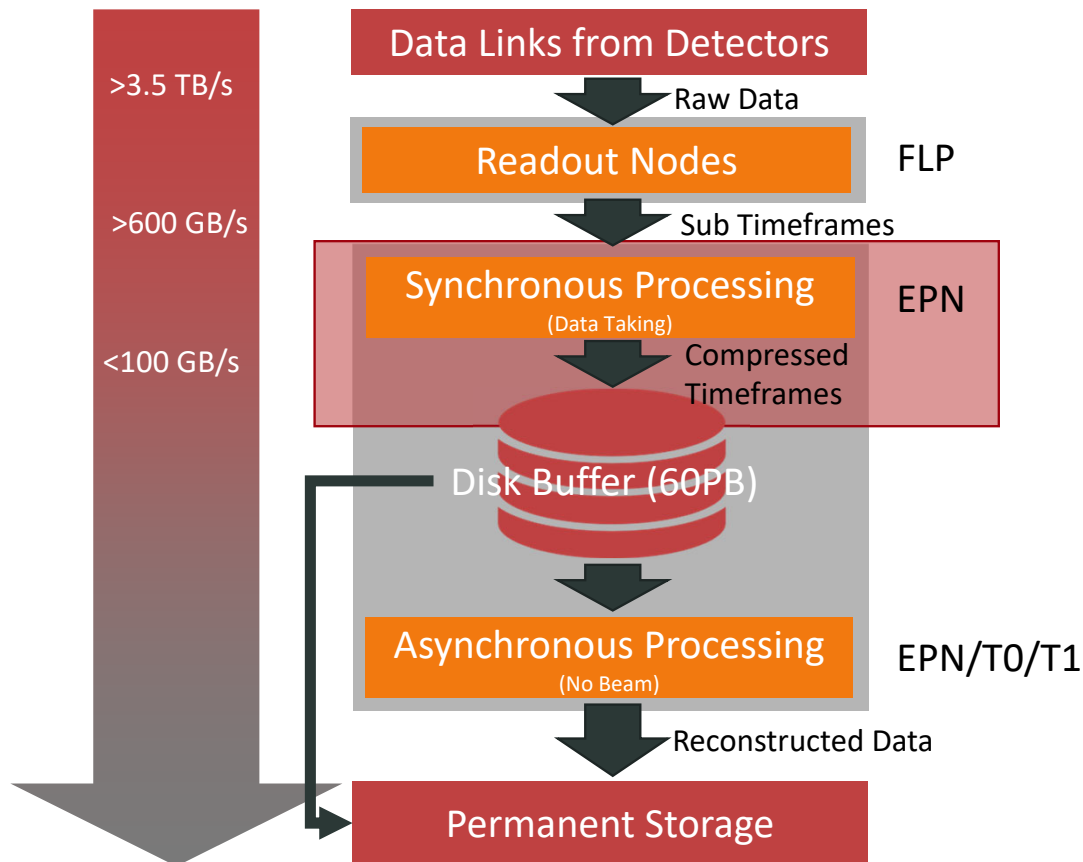 Data Links from Detectors
>3.5 TB/s
Raw Data
Readout Nodes
FLP
>600 GB/s
Sub Timeframes
Synchronous Processing
(Data Taking)
EPN
<100 GB/s
Compressed
Timeframes
Disk Buffer (60PB)
Asynchronous Processing
(No Beam)
EPN/T0/T1
Reconstructed Data
Permanent Storage